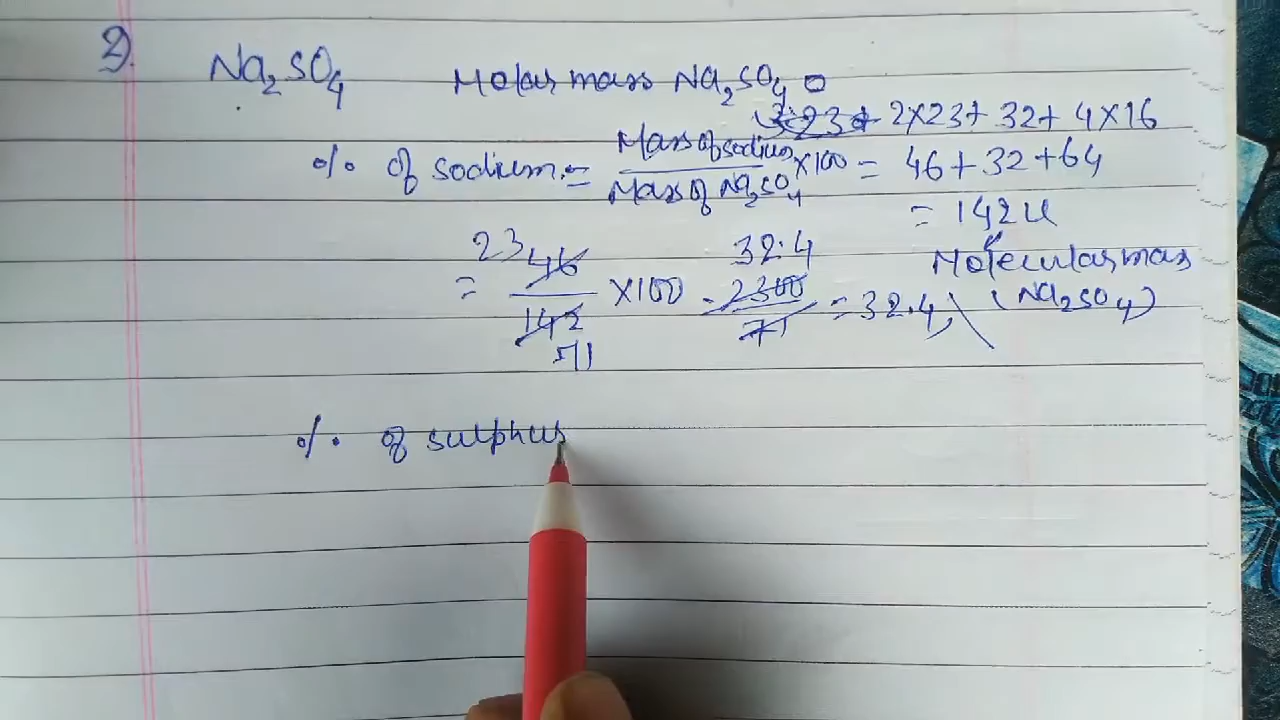 2)
Na₂SO₄ Molar mass Na₂SO₄
2×23+ 32+ 4×16
% of sodium = Mass of sodium / Mass of Na₂SO₄ ×100 = 46+32+64
= 142u
Molecular mass
(Na₂SO₄)
= 23 46 / 142 71 ×100 = 32.4 2300 / 71 = 32.4
% of sulphur